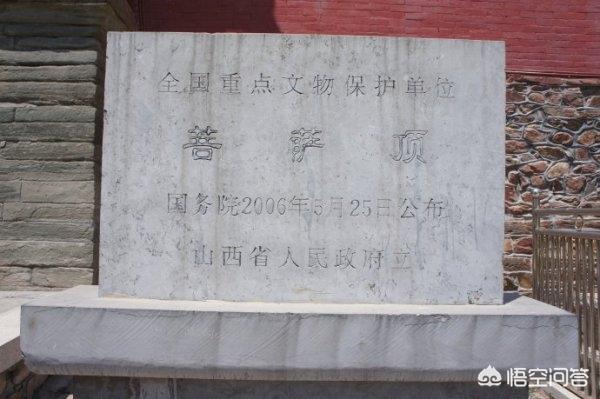 全国重点文物保护单位
菩萨顶
国务院2006年5月25日公布
山西省人民政府立
悟空问答